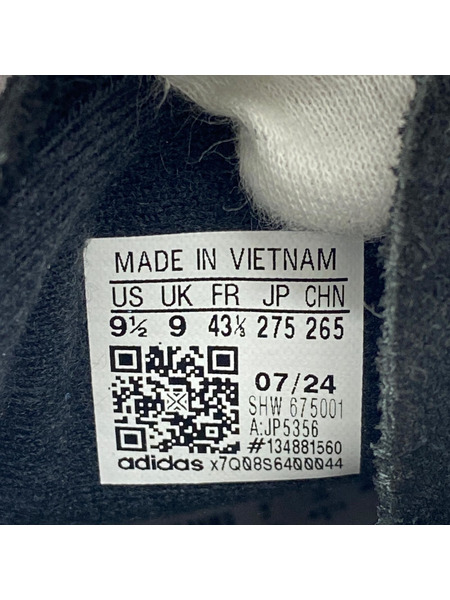 MADE IN VIETNAM
US UK FR JP CHN
9½ 9 43⅓ 275 265
07/24
SHW 675001
A:JP5356
#134881560
adidas x7Q08S6400044